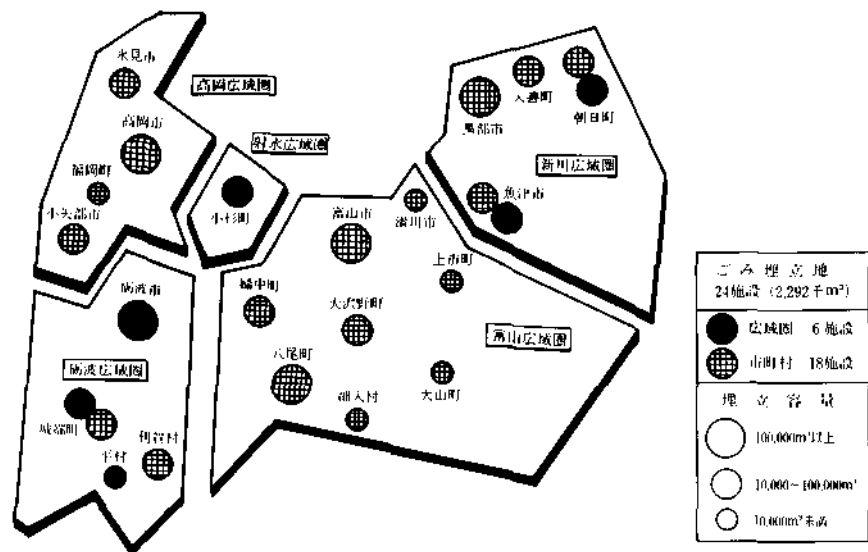 氷見市
高岡広域圏
高岡市
福岡町
小矢部市
射水広域圏
小杉町
入善町
朝日町
黒部市
新川広域圏
魚津市
滑川市
富山市
上市町
婦中町
大沢野町
富山広域圏
八尾町
細入村
大山町
砺波市
砺波広域圏
城端町
利賀村
平村
ごみ埋立地
24施設（2,292千m³）
広域圏 6施設
市町村 18施設
埋立容量
100,000m³以上
10,000～100,000m³
10,000m³未満